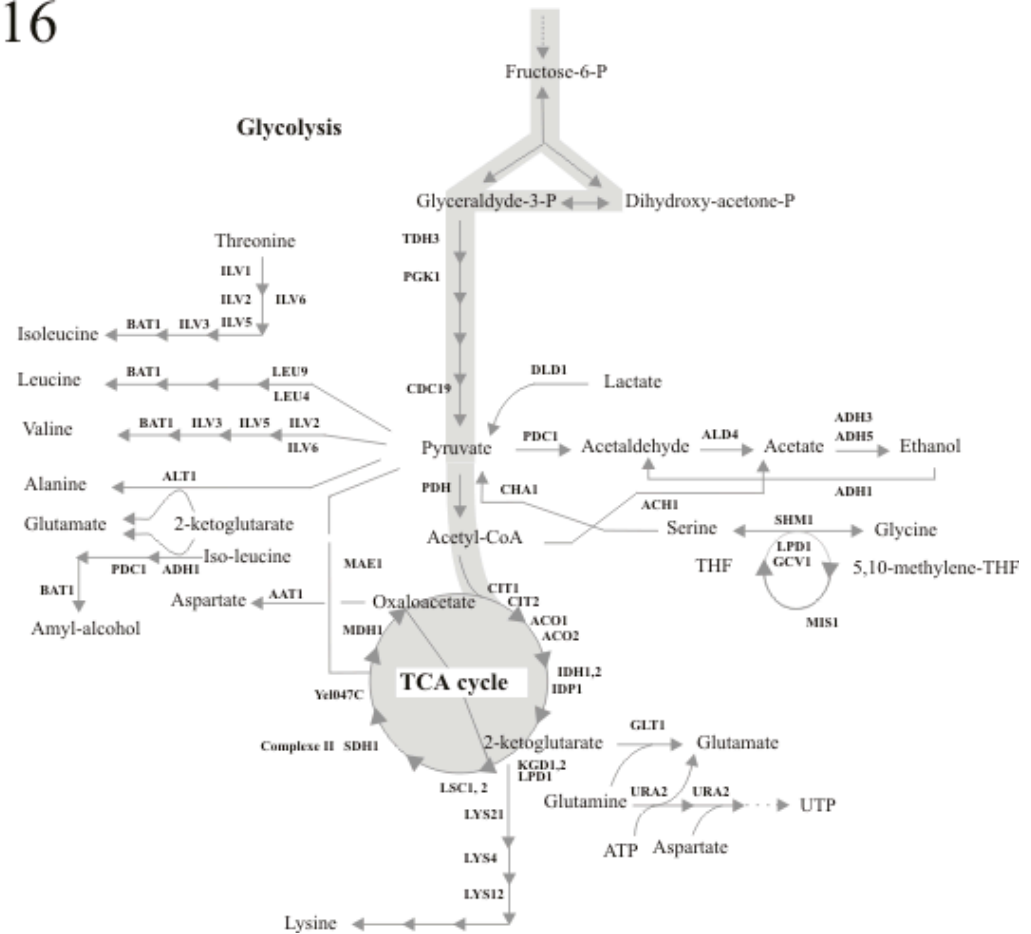 16
Fructose-6-P
Glycolysis
Glyceraldyde-3-P
Dihydroxy-acetone-P
TDH3
Threonine
ILV1
PGK1
ILV2
ILV6
ILV5
Isoleucine
BAT1
ILV3
Leucine
BAT1
LEU9
LEU4
CDC19
DLD1
Lactate
Valine
BAT1
ILV3
ILV5
ILV2
ILV6
Pyruvate
PDC1
Acetaldehyde
ALD4
Acetate
ADH3
ADH5
Ethanol
Alanine
ALT1
PDH
CHA1
ACH1
ADH1
Glutamate
2-ketoglutarate
Acetyl-CoA
Serine
SHM1
Glycine
Iso-leucine
PDC1
ADH1
BAT1
MAE1
THF
LPD1
GCV1
5,10-methylene-THF
MIS1
Amyl-alcohol
Aspartate
AAT1
Oxaloacetate
CIT1
CIT2
ACO1
ACO2
MDH1
TCA cycle
IDH1,2
IDP1
Yel047C
Complexe II
SDH1
2-ketoglutarate
GLT1
Glutamate
KGD1,2
LPD1
LSC1, 2
Glutamine
URA2
URA2
UTP
LYS21
ATP
Aspartate
LYS4
LYS12
Lysine